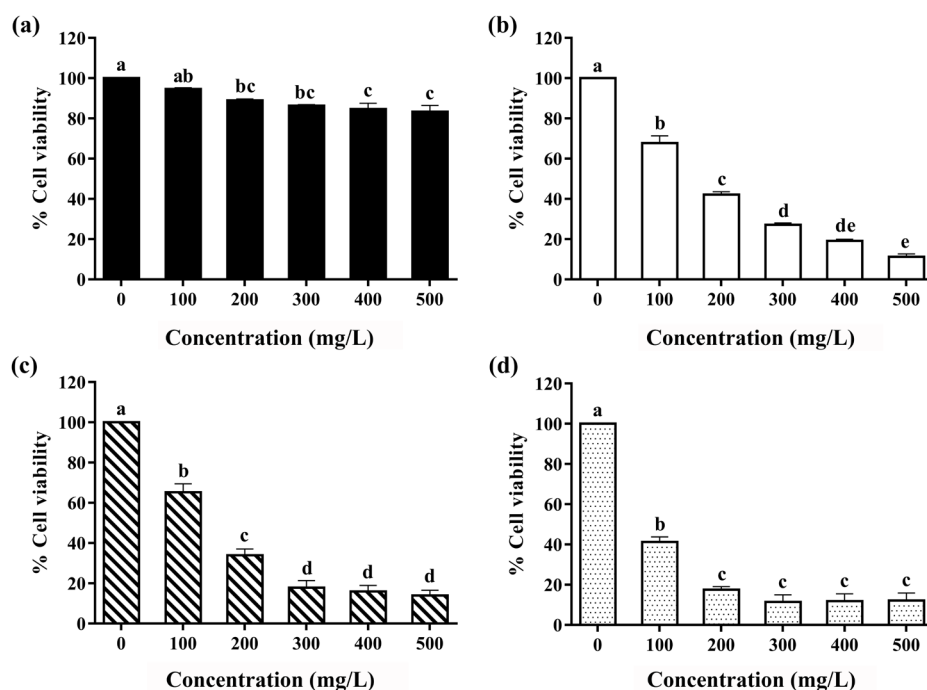 (a)
120
100
80
60
40
20
0
% Cell viability
a
ab
bc
bc
c
c
0 100 200 300 400 500
Concentration (mg/L)
(b)
120
100
80
60
40
20
0
% Cell viability
a
b
c
d
de
e
0 100 200 300 400 500
Concentration (mg/L)
(c)
120
100
80
60
40
20
0
% Cell viability
a
b
c
d
d
d
0 100 200 300 400 500
Concentration (mg/L)
(d)
120
100
80
60
40
20
0
% Cell viability
a
b
c
c
c
c
0 100 200 300 400 500
Concentration (mg/L)